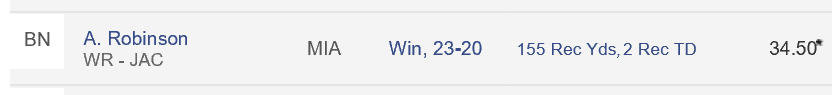 BN A. Robinson MIA Win, 23-20 155 Rec Yds, 2 Rec TD 34.50*
WR - JAC